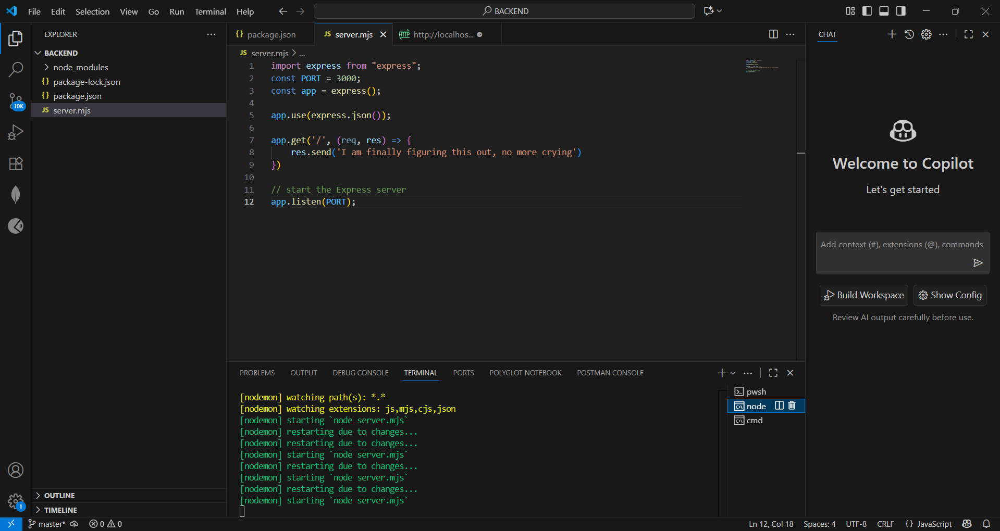 File Edit Selection View Go Run Terminal Help
BACKEND
EXPLORER
BACKEND
node_modules
{} package-lock.json
{} package.json
JS server.mjs
10K
OUTLINE
TIMELINE
1
{} package.json
JS server.mjs
HTTP http://localhos...
JS server.mjs > ...
1 import express from "express";
2 const PORT = 3000;
3 const app = express();
4
5 app.use(express.json());
6
7 app.get('/', (req, res) => {
8 res.send('I am finally figuring this out, no more crying')
9 })
10
11 // start the Express server
12 app.listen(PORT);
PROBLEMS OUTPUT DEBUG CONSOLE TERMINAL PORTS POLYGLOT NOTEBOOK POSTMAN CONSOLE
[nodemon] watching path(s): *.*
[nodemon] watching extensions: js,mjs,cjs,json
[nodemon] starting `node server.mjs`
[nodemon] restarting due to changes...
[nodemon] restarting due to changes...
[nodemon] starting `node server.mjs`
[nodemon] restarting due to changes...
[nodemon] starting `node server.mjs`
[nodemon] restarting due to changes...
[nodemon] starting `node server.mjs`
pwsh
node
cmd
CHAT
Welcome to Copilot
Let's get started
Add context (#), extensions (@), commands
Build Workspace
Show Config
Review AI output carefully before use.
master* 0 0
Ln 12, Col 18 Spaces: 4 UTF-8 CRLF {} JavaScript